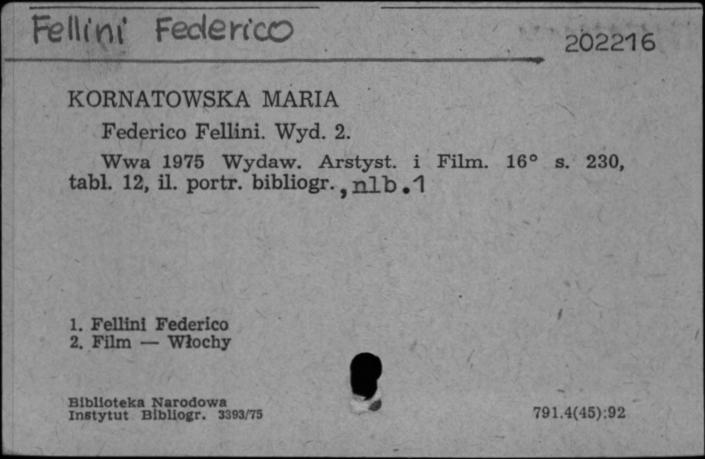 Fellini Federico
202216
KORNATOWSKA MARIA
Federico Fellini. Wyd. 2.
Wwa 1975 Wydaw. Arstyst. i Film. 16° s. 230,
tabl. 12, il. portr. bibliogr., nlb.1
1. Fellini Federico
2. Film — Włochy
Biblioteka Narodowa
Instytut Bibliogr. 3393/75
791.4(45):92